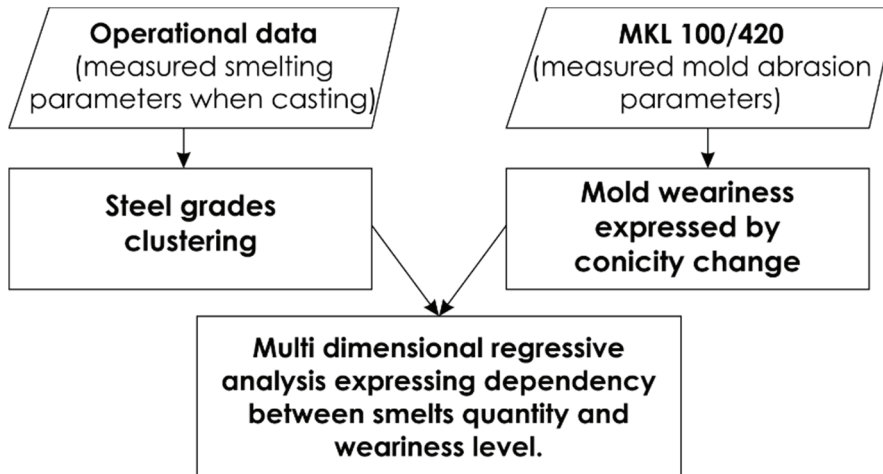 Operational data
(measured smelting
parameters when casting)
MKL 100/420
(measured mold abrasion
parameters)
Steel grades
clustering
Mold weariness
expressed by
conicity change
Multi dimensional regressive
analysis expressing dependency
between smelts quantity and
weariness level.